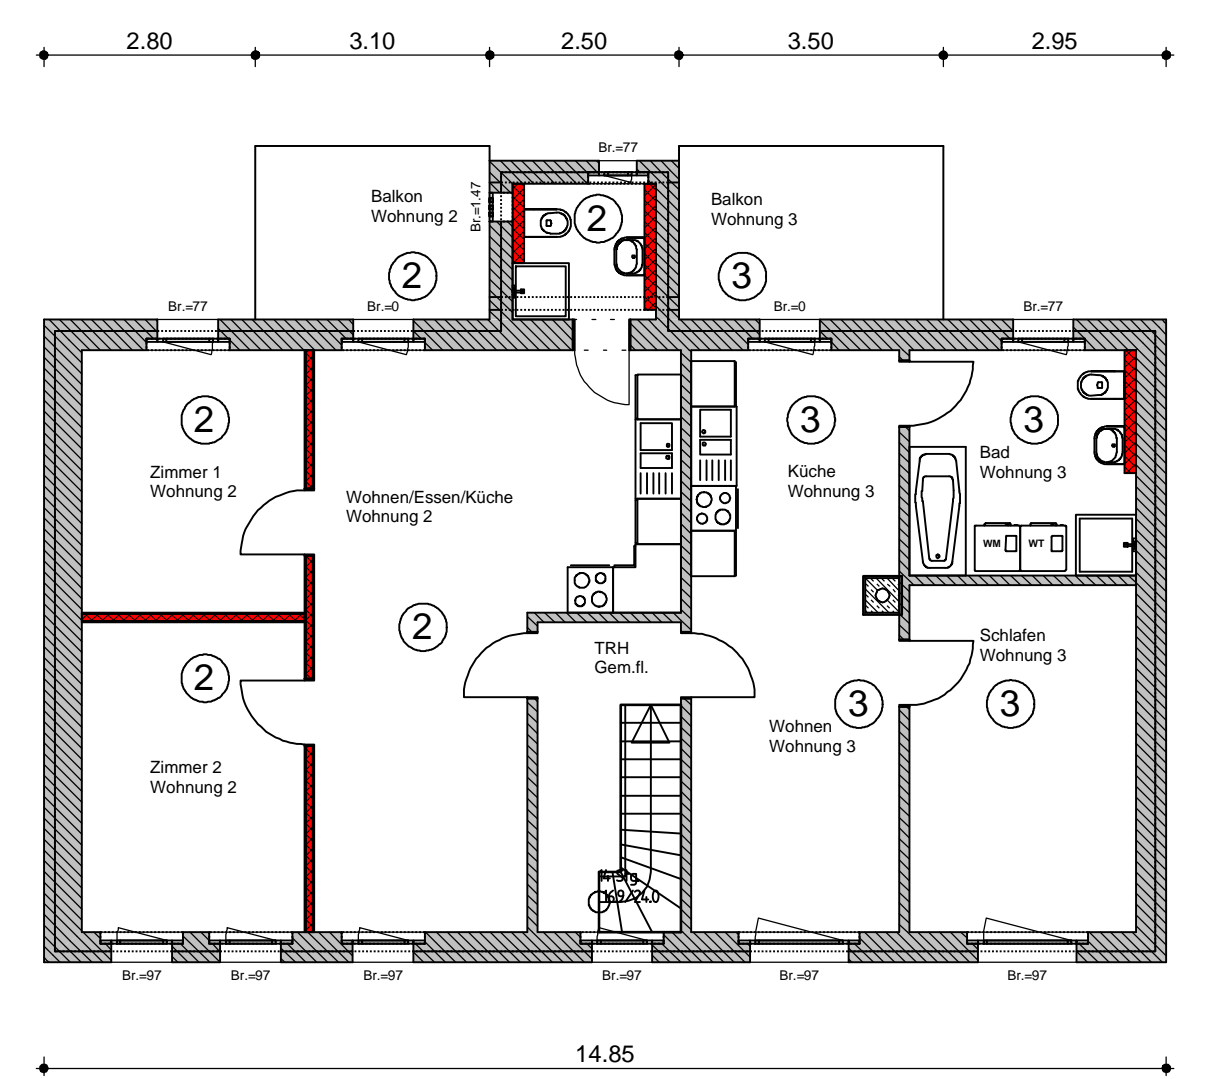 2.80 3.10 2.50 3.50 2.95
Br.=77
Balkon
Wohnung 2
2
Br.=1.47
2
Balkon
Wohnung 3
3
Br.=77
Br.=0
Br.=0
Br.=77
2
Zimmer 1
Wohnung 2
Wohnen/Essen/Küche
Wohnung 2
2
3
Küche
Wohnung 3
3
Bad
Wohnung 3
WM
WT
TRH
Gem.fl.
2
Zimmer 2
Wohnung 2
3
Wohnen
Wohnung 3
Schlafen
Wohnung 3
3
14 Stg
16.9/24.0
Br.=97
Br.=97
Br.=97
Br.=97
Br.=97
Br.=97
14.85